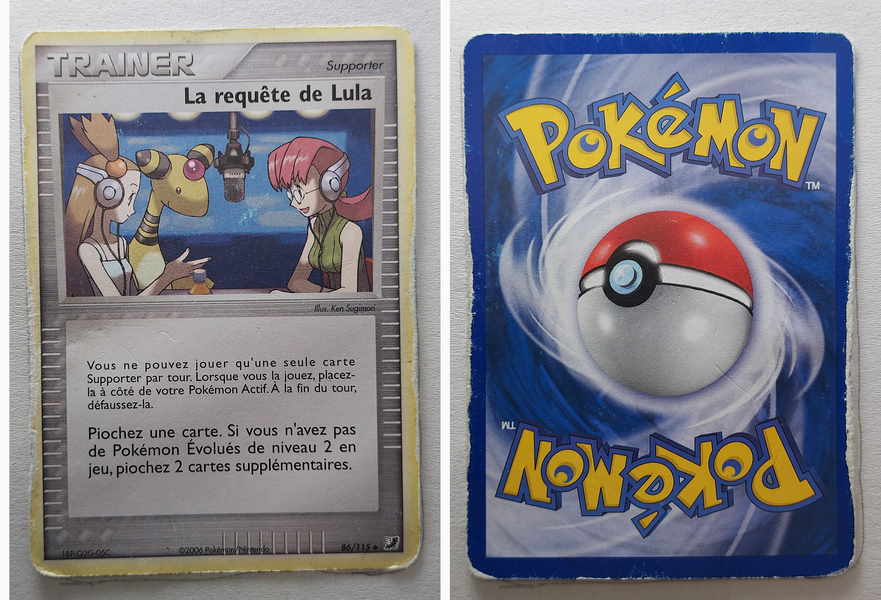 TRAINER
Supporter
La requête de Lula
Illus. Ken Sugimori
Vous ne pouvez jouer qu'une seule carte
Supporter par tour. Lorsque vous la jouez, placez-
la à côté de votre Pokémon Actif. À la fin du tour,
défaussez-la.
Piochez une carte. Si vous n'avez pas
de Pokémon Évolués de niveau 2 en
jeu, piochez 2 cartes supplémentaires.
1BP-Q2G-05C
©2006 Pokémon/Nintendo
86/115
POKÉMON
TM
TM
POKÉMON